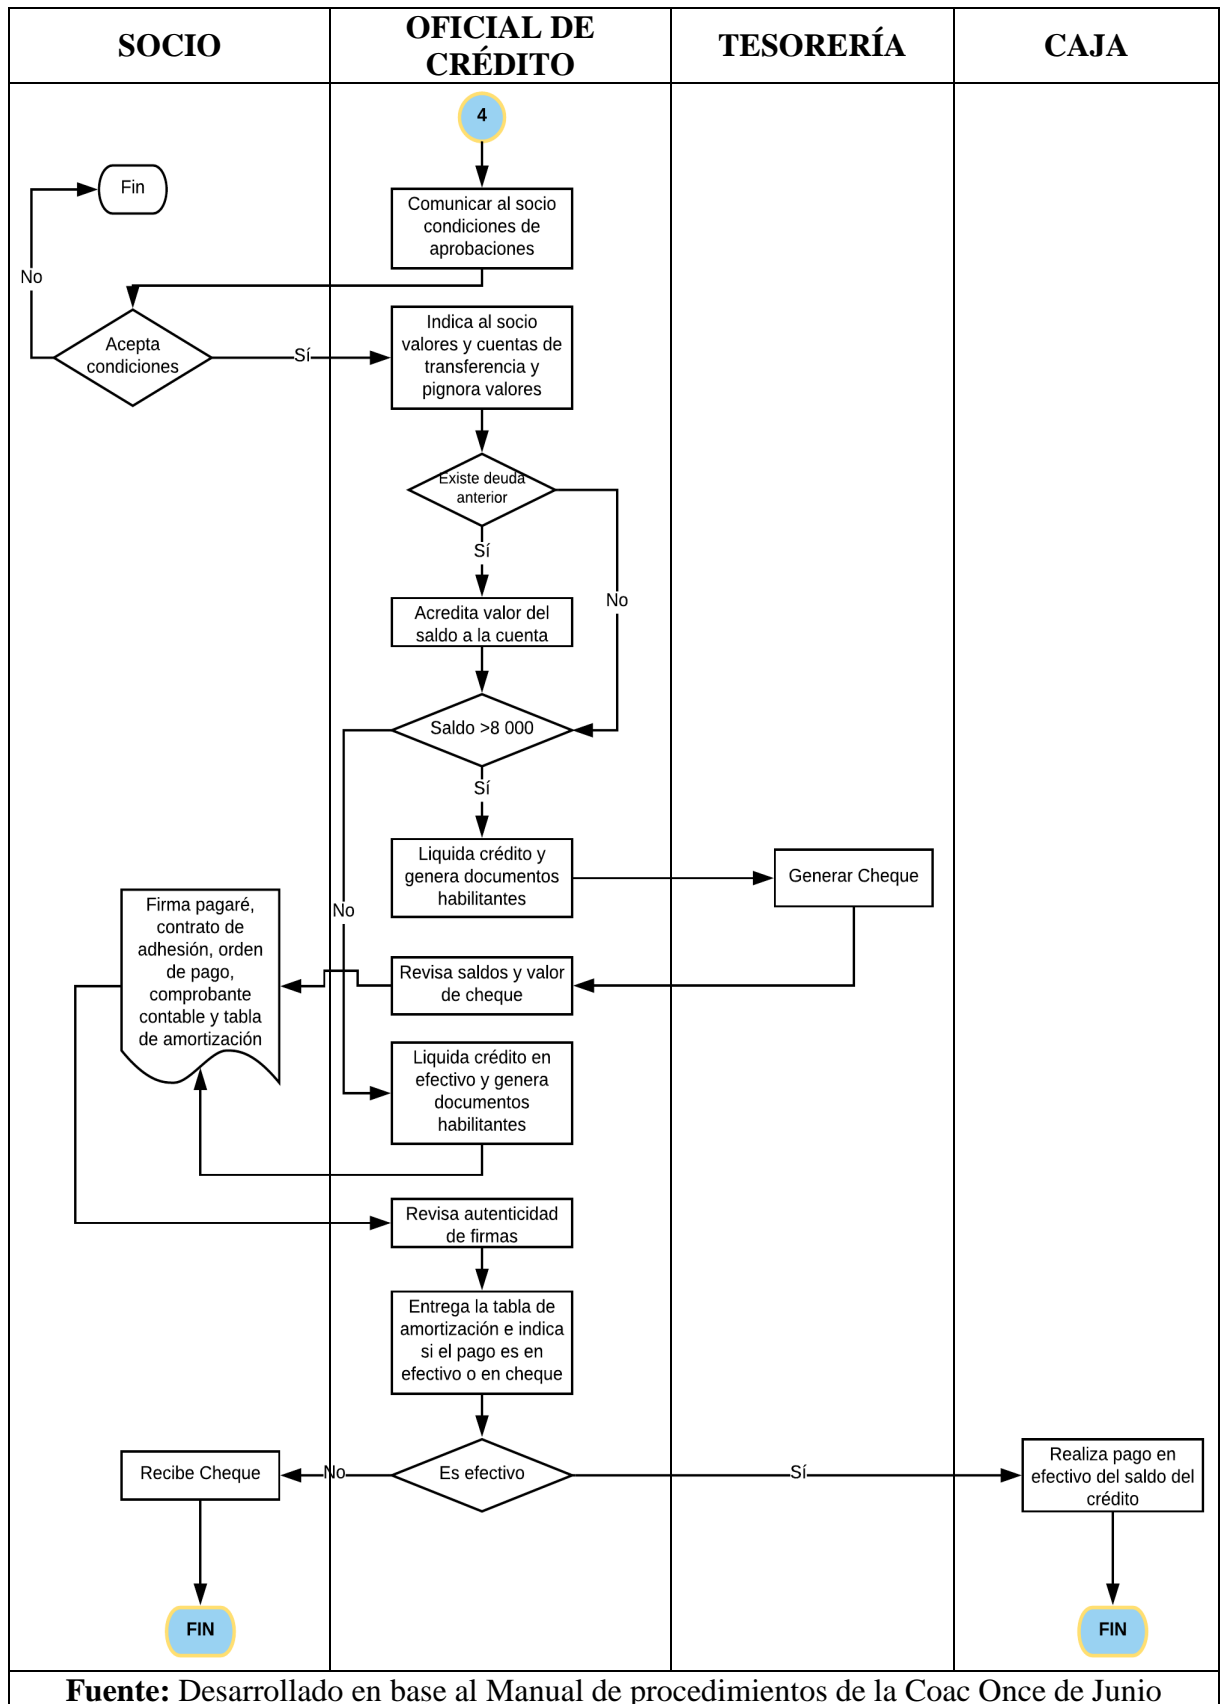 SOCIO
OFICIAL DE
CRÉDITO
TESORERÍA
CAJA
4
Fin
Comunicar al socio
condiciones de
aprobaciones
No
Acepta
condiciones
Sí
Indica al socio
valores y cuentas de
transferencia y
pignora valores
Existe deuda
anterior
Sí
No
Acredita valor del
saldo a la cuenta
Saldo >8 000
Sí
No
Liquida crédito y
genera documentos
habilitantes
Generar Cheque
Firma pagaré,
contrato de
adhesión, orden
de pago,
comprobante
contable y tabla
de amortización
Revisa saldos y valor
de cheque
Liquida crédito en
efectivo y genera
documentos
habilitantes
Revisa autenticidad
de firmas
Entrega la tabla de
amortización e indica
si el pago es en
efectivo o en cheque
Recibe Cheque
No
Es efectivo
Sí
Realiza pago en
efectivo del saldo del
crédito
FIN
FIN
Fuente: Desarrollado en base al Manual de procedimientos de la Coac Once de Junio